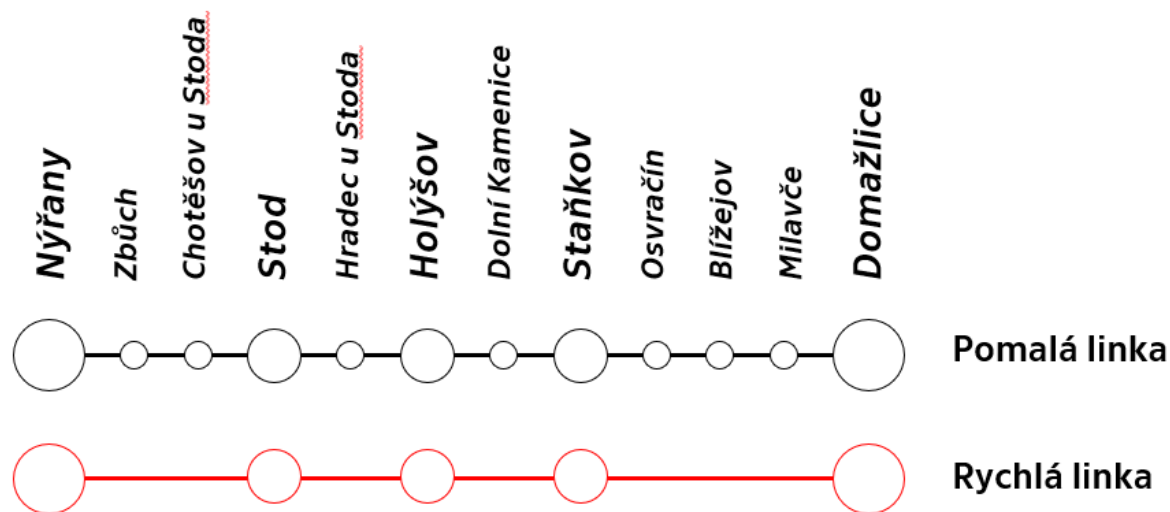 Nýřany
Zbůch
Chotěšov u Stoda
Stod
Hradec u Stoda
Holýšov
Dolní Kamenice
Staňkov
Osvračín
Blížejov
Milavče
Domažlice
Pomalá linka
Rychlá linka